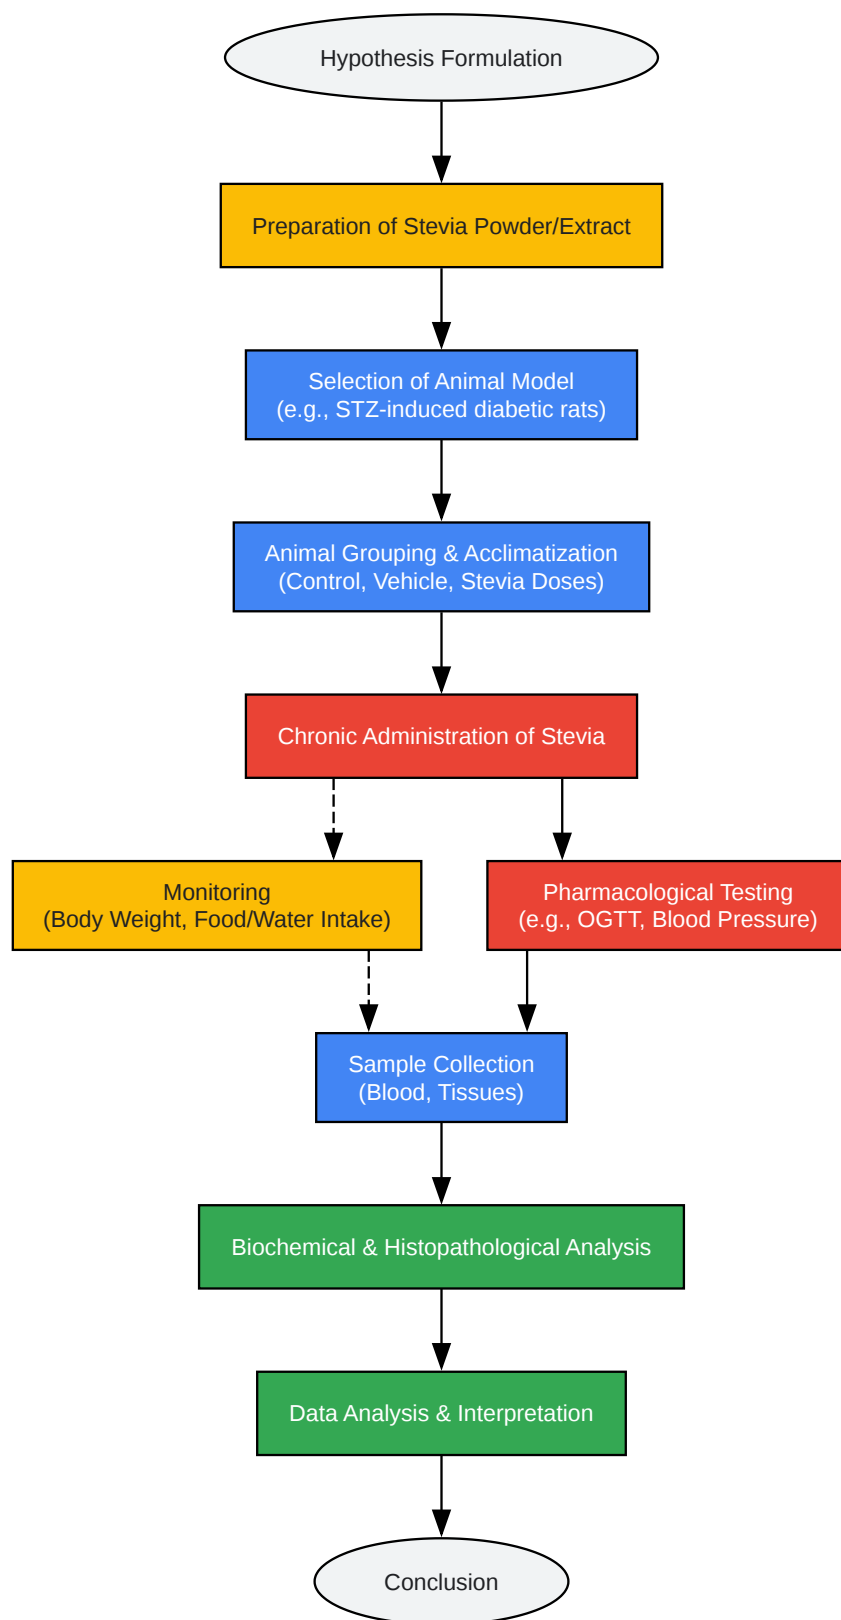 Hypothesis Formulation
Preparation of Stevia Powder/Extract
Selection of Animal Model
(e.g., STZ-induced diabetic rats)
Animal Grouping & Acclimatization
(Control, Vehicle, Stevia Doses)
Chronic Administration of Stevia
Monitoring
(Body Weight, Food/Water Intake)
Pharmacological Testing
(e.g., OGTT, Blood Pressure)
Sample Collection
(Blood, Tissues)
Biochemical & Histopathological Analysis
Data Analysis & Interpretation
Conclusion